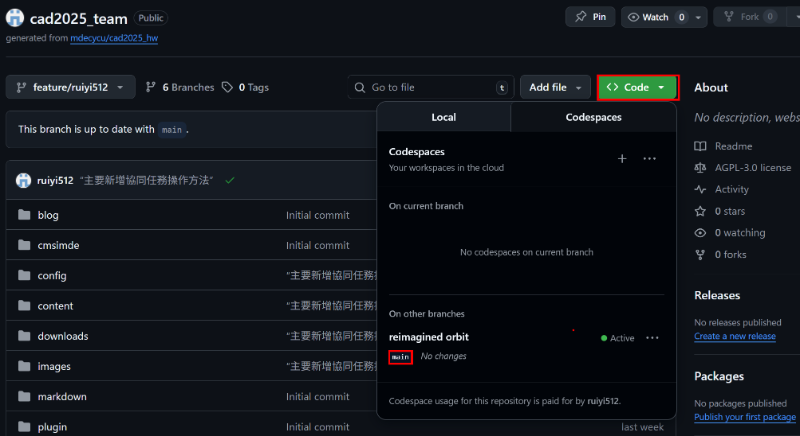 cad2025_team Public
Pin
Watch 0
Fork 0
generated from mdecycu/cad2025_hw
feature/ruiyi512
6 Branches
0 Tags
Go to file t
Add file
Code
This branch is up to date with main .
ruiyi512 "主要新增協同任務操作方法"
blog Initial commit
cmsimde Initial commit
config "主要新增協同任務
content "主要新增協同任務
downloads "主要新增協同任務
images "主要新增協同任務
markdown Initial commit
plugin last week
Local
Codespaces
Codespaces
Your workspaces in the cloud
On current branch
No codespaces on current branch
On other branches
reimagined orbit Active
main No changes
Codespace usage for this repository is paid for by ruiyi512.
About
No description, webs
Readme
AGPL-3.0 license
Activity
0 stars
0 watching
0 forks
Releases
No releases published
Create a new release
Packages
No packages published
Publish your first package